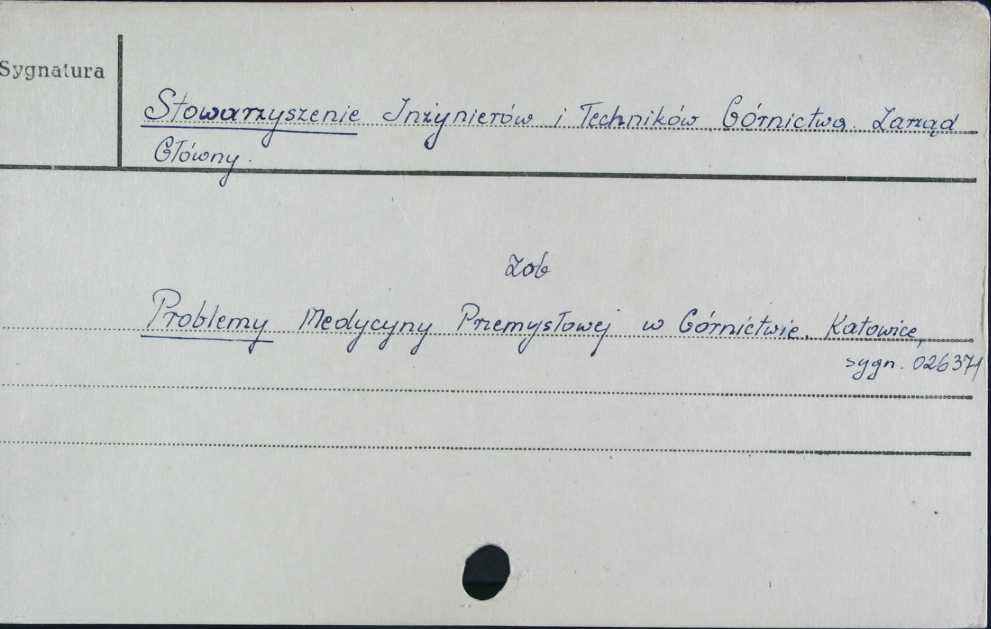 Sygnatura
Stowarzyszenie Inżynierów i Techników Górnictwa. Zarząd
Główny.
Zob
Problemy Medycyny Przemysłowej w Górnictwie. Katowice,
sygn. 026371